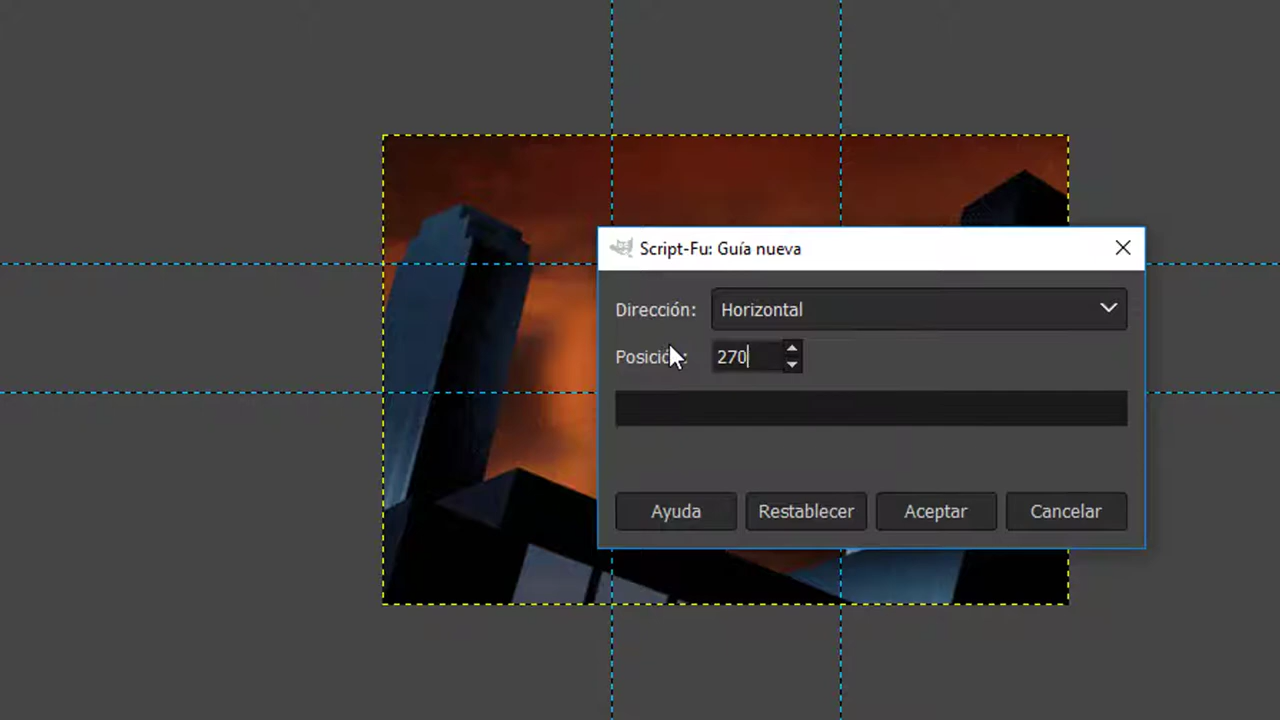 Script-Fu: Guía nueva
Dirección: Horizontal
Posición: 270
Ayuda Restablecer Aceptar Cancelar